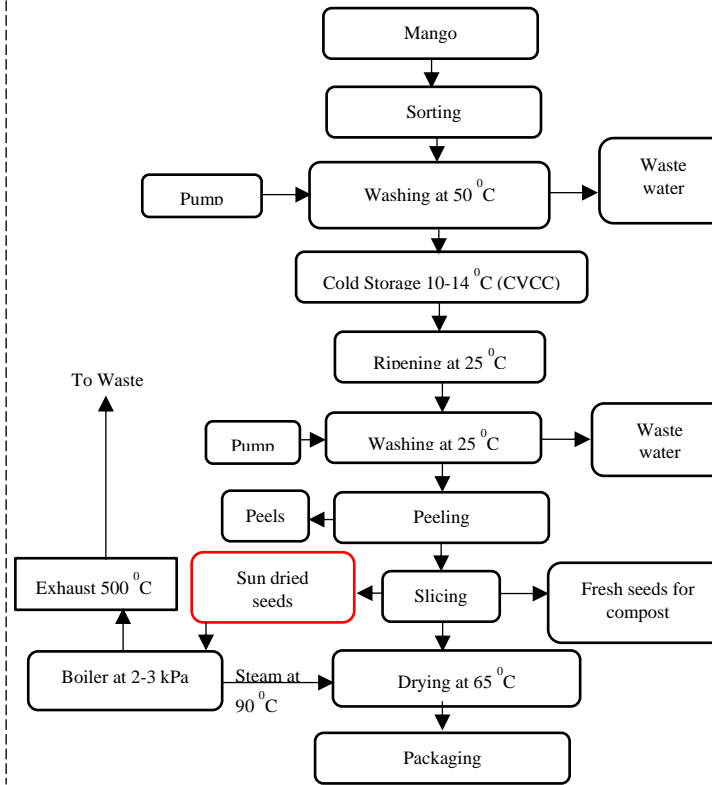 Mango
Sorting
Waste
water
Pump
Washing at 50 ⁰C
Cold Storage 10-14 ⁰C (CVCC)
Ripening at 25 ⁰C
To Waste
Pump
Washing at 25 ⁰C
Waste
water
Peels
Peeling
Exhaust 500 ⁰C
Sun dried
seeds
Slicing
Fresh seeds for
compost
Boiler at 2-3 kPa
Steam at
90 ⁰C
Drying at 65 ⁰C
Packaging